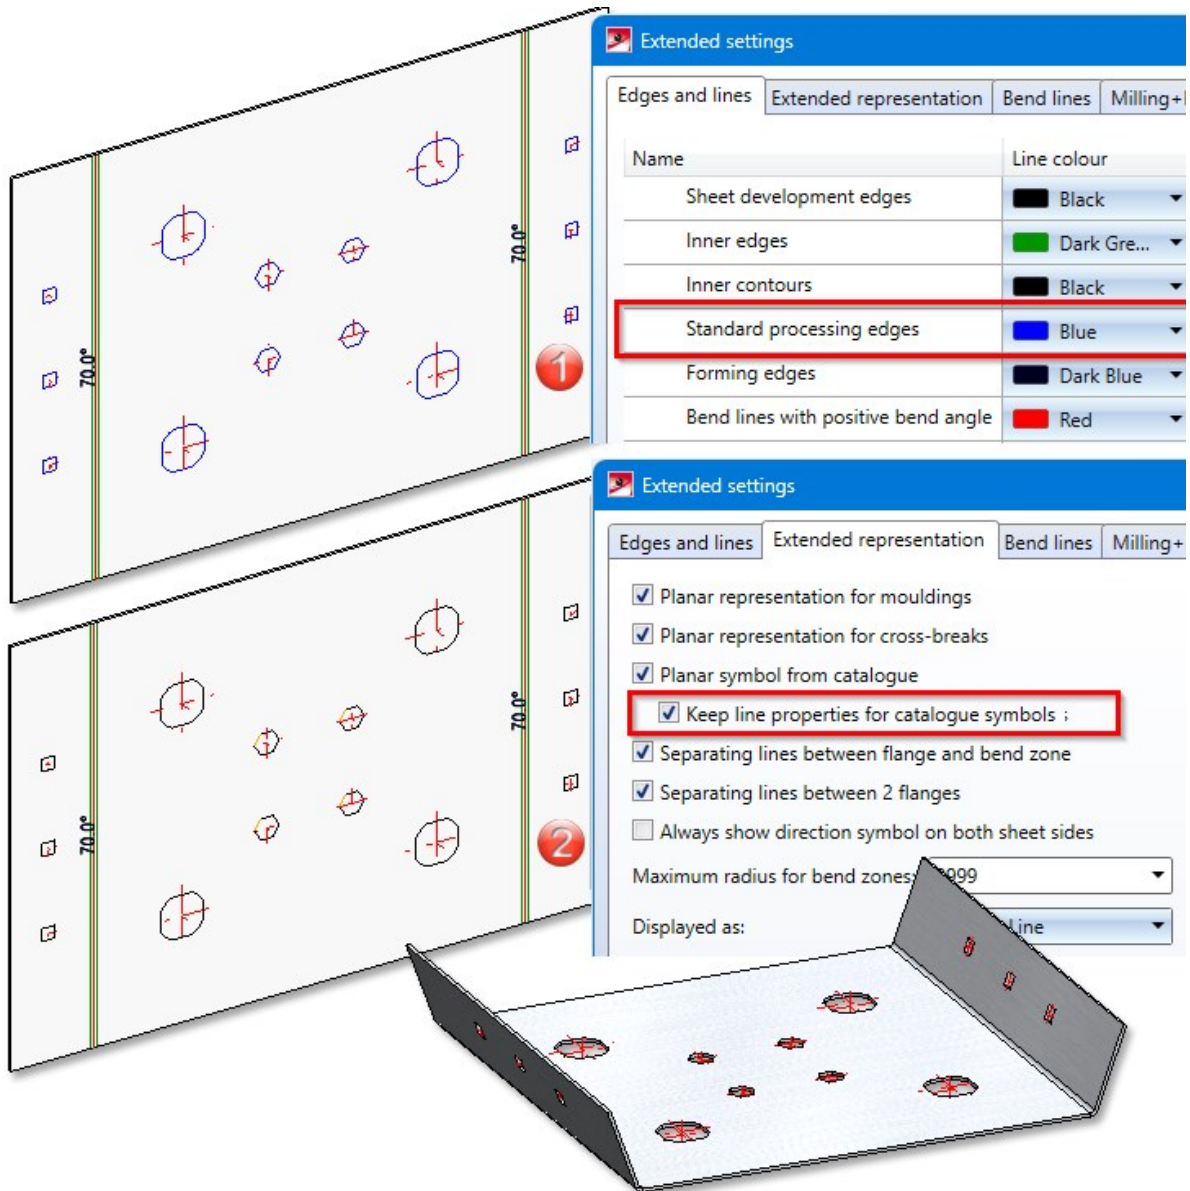 Extended settings
Edges and lines
Extended representation
Bend lines
Milling+
Name
Line colour
Sheet development edges
Black
Inner edges
Dark Gre...
Inner contours
Black
Standard processing edges
Blue
Forming edges
Dark Blue
Bend lines with positive bend angle
Red
70.0°
70.0°
1
Extended settings
Edges and lines
Extended representation
Bend lines
Milling+
Planar representation for mouldings
Planar representation for cross-breaks
Planar symbol from catalogue
Keep line properties for catalogue symbols ;
Separating lines between flange and bend zone
Separating lines between 2 flanges
Always show direction symbol on both sheet sides
Maximum radius for bend zones:
999
Displayed as:
Line
70.0°
70.0°
2